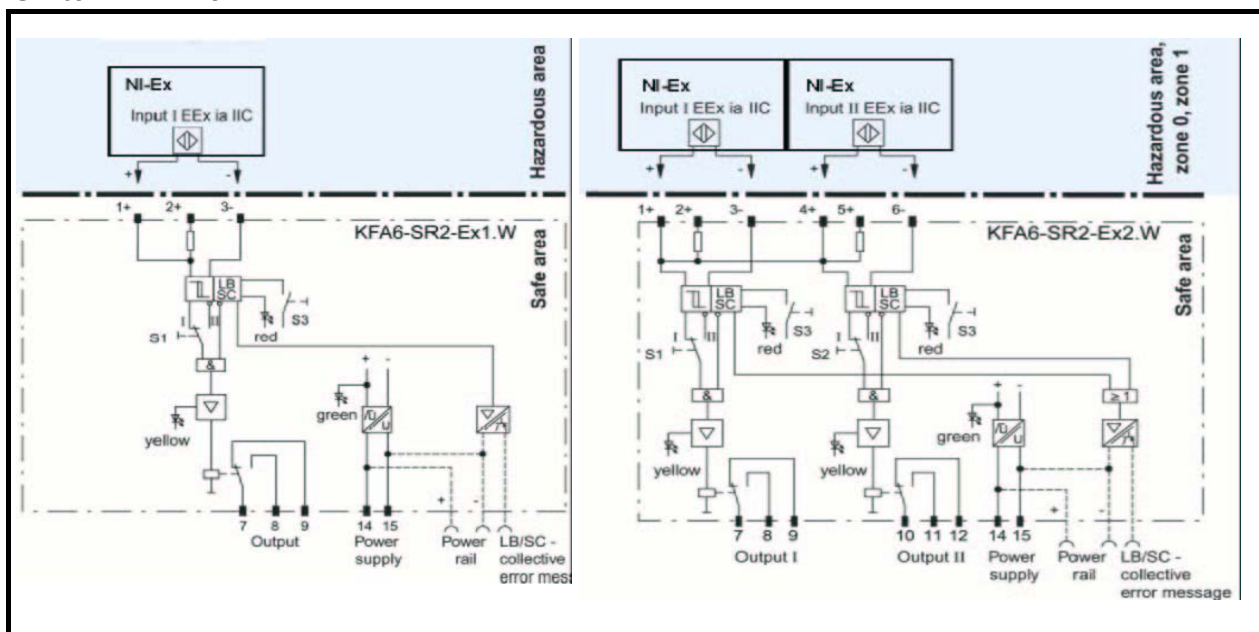 NI-Ex
Input I EEx ia IIC
Hazardous area
+
-
1+
2+
3-
KFA6-SR2-Ex1.W
Safe area
LB
SC
I
II
S1
S3
red
&
+
-
green
yellow
U
U
+
-
7
8
9
14
15
Output
Power
supply
Power
rail
LB/SC -
collective
error mess
NI-Ex
Input I EEx ia IIC
NI-Ex
Input II EEx ia IIC
Hazardous area,
zone 0, zone 1
+
-
+
-
1+
2+
3-
4+
5+
6-
KFA6-SR2-Ex2.W
Safe area
LB
SC
LB
SC
I
II
S1
S3
red
I
II
S2
S3
red
&
&
≥1
+
-
green
yellow
yellow
U
U
+
-
7
8
9
10
11
12
14
15
Output I
Output II
Power
supply
Power
rail
LB/SC -
collective
error message